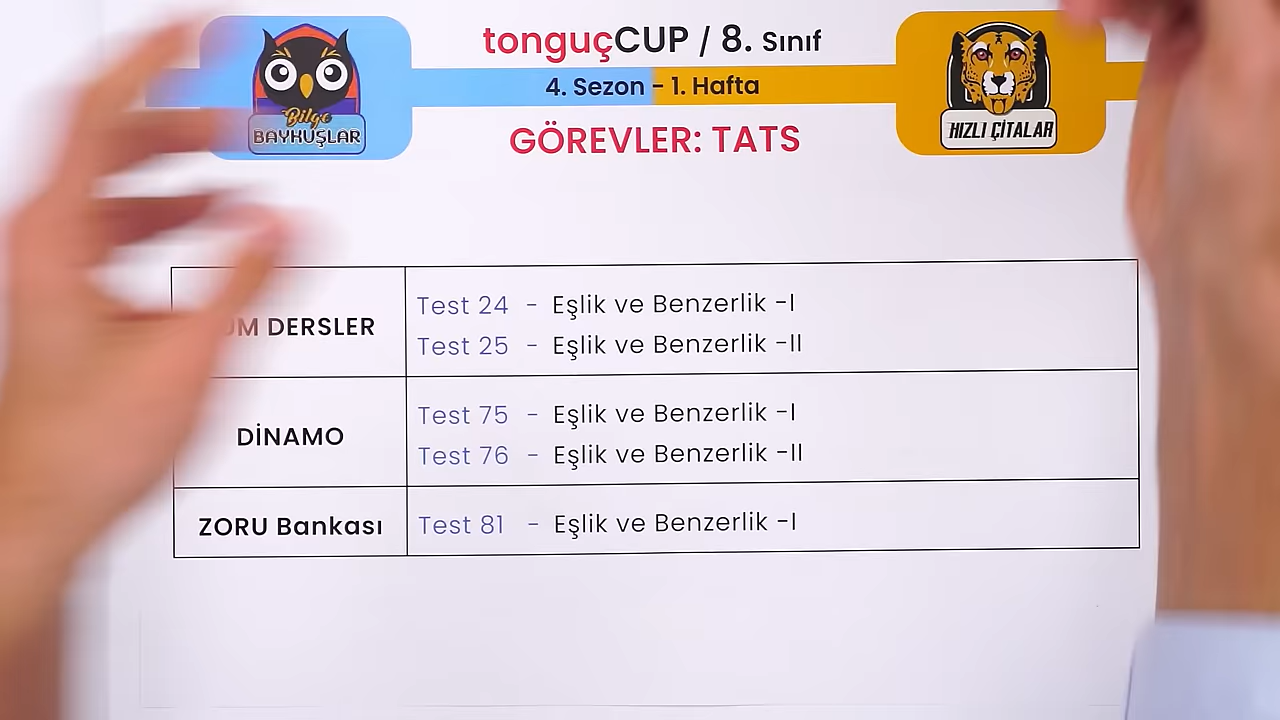 tonguçCUP / 8. Sınıf
4. Sezon - 1. Hafta
GÖREVLER: TATS
Bilge
BAYKUŞLAR
HIZLI ÇİTALAR
DERSLER
Test 24 - Eşlik ve Benzerlik -I
Test 25 - Eşlik ve Benzerlik -II
DİNAMO
Test 75 - Eşlik ve Benzerlik -I
Test 76 - Eşlik ve Benzerlik -II
ZORU Bankası
Test 81 - Eşlik ve Benzerlik -I